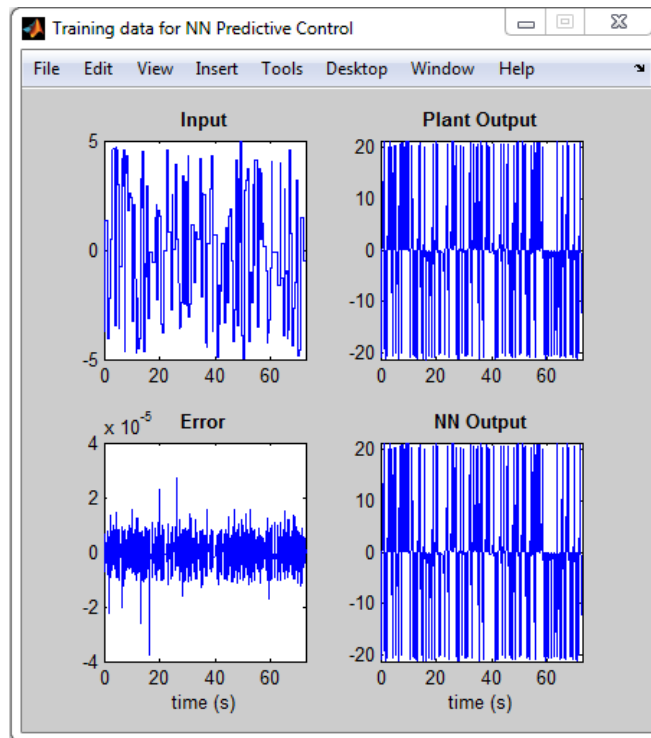 Training data for NN Predictive Control
File Edit View Insert Tools Desktop Window Help
Input
5
0
-5
0 20 40 60
Plant Output
20
10
0
-10
-20
0 20 40 60
Error
x 10^-5
4
2
0
-2
-4
0 20 40 60
time (s)
NN Output
20
10
0
-10
-20
0 20 40 60
time (s)